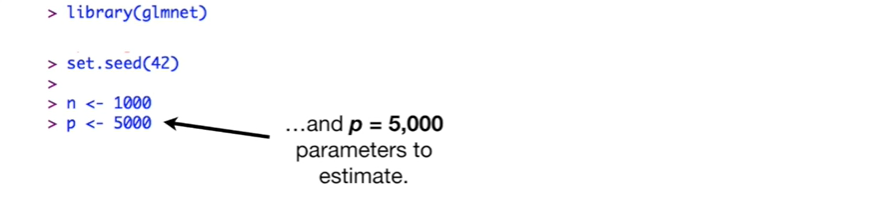 > library(glmnet)
> set.seed(42)
>
> n <- 1000
> p <- 5000
...and p = 5,000
parameters to
estimate.